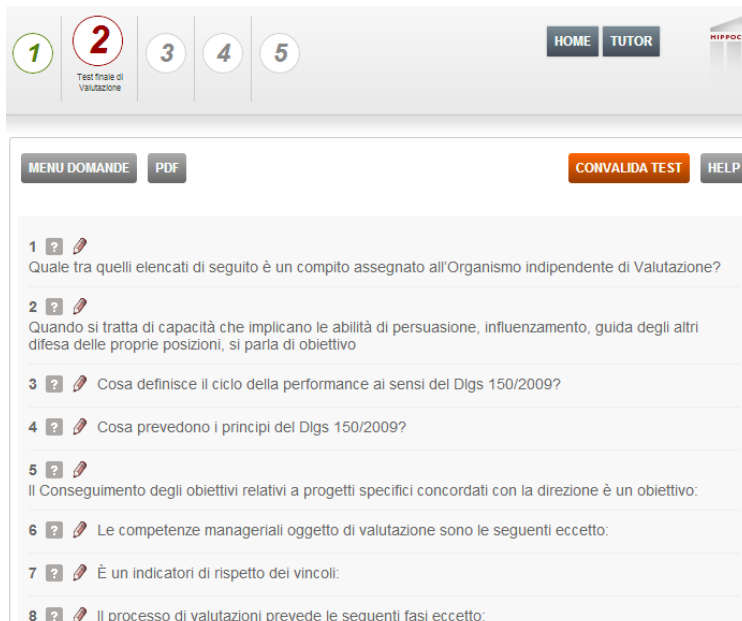 1
2
3
4
5
Test finale di
Valutazione
HOME
TUTOR
HIPPOC
MENU DOMANDE
PDF
CONVALIDA TEST
HELP
1 ?
Quale tra quelli elencati di seguito è un compito assegnato all'Organismo indipendente di Valutazione?
2 ?
Quando si tratta di capacità che implicano le abilità di persuasione, influenzamento, guida degli altri
difesa delle proprie posizioni, si parla di obiettivo
3 ? Cosa definisce il ciclo della performance ai sensi del Dlgs 150/2009?
4 ? Cosa prevedono i principi del Dlgs 150/2009?
5 ?
Il Conseguimento degli obiettivi relativi a progetti specifici concordati con la direzione è un obiettivo:
6 ? Le competenze manageriali oggetto di valutazione sono le seguenti eccetto:
7 ? È un indicatori di rispetto dei vincoli:
8 ? Il processo di valutazioni prevede le seguenti fasi eccetto: